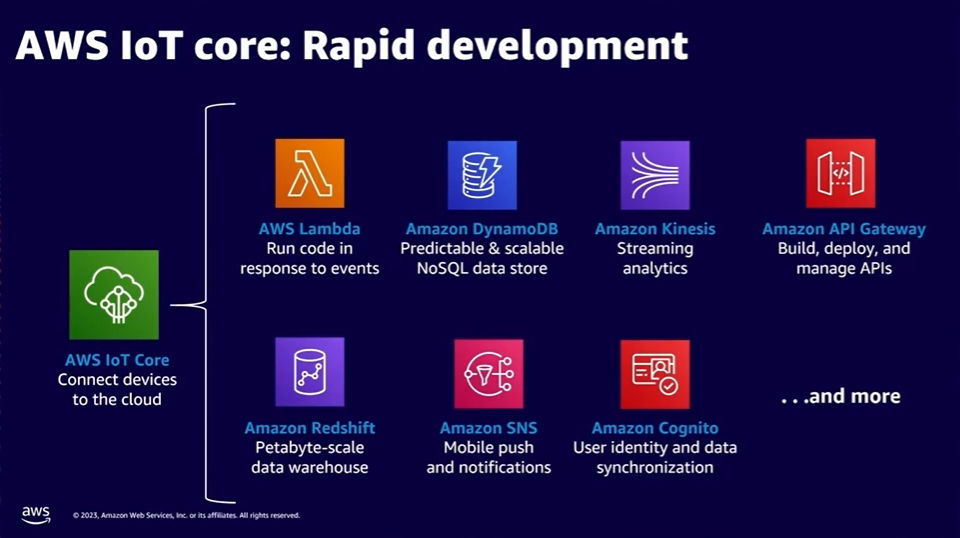 AWS IoT core: Rapid development
AWS Lambda
Run code in
response to events
Amazon DynamoDB
Predictable & scalable
NoSQL data store
Amazon Kinesis
Streaming
analytics
Amazon API Gateway
Build, deploy, and
manage APIs
AWS IoT Core
Connect devices
to the cloud
Amazon Redshift
Petabyte-scale
data warehouse
Amazon SNS
Mobile push
and notifications
Amazon Cognito
User identity and data
synchronization
...and more
aws
© 2023, Amazon Web Services, Inc. or its affiliates. All rights reserved.